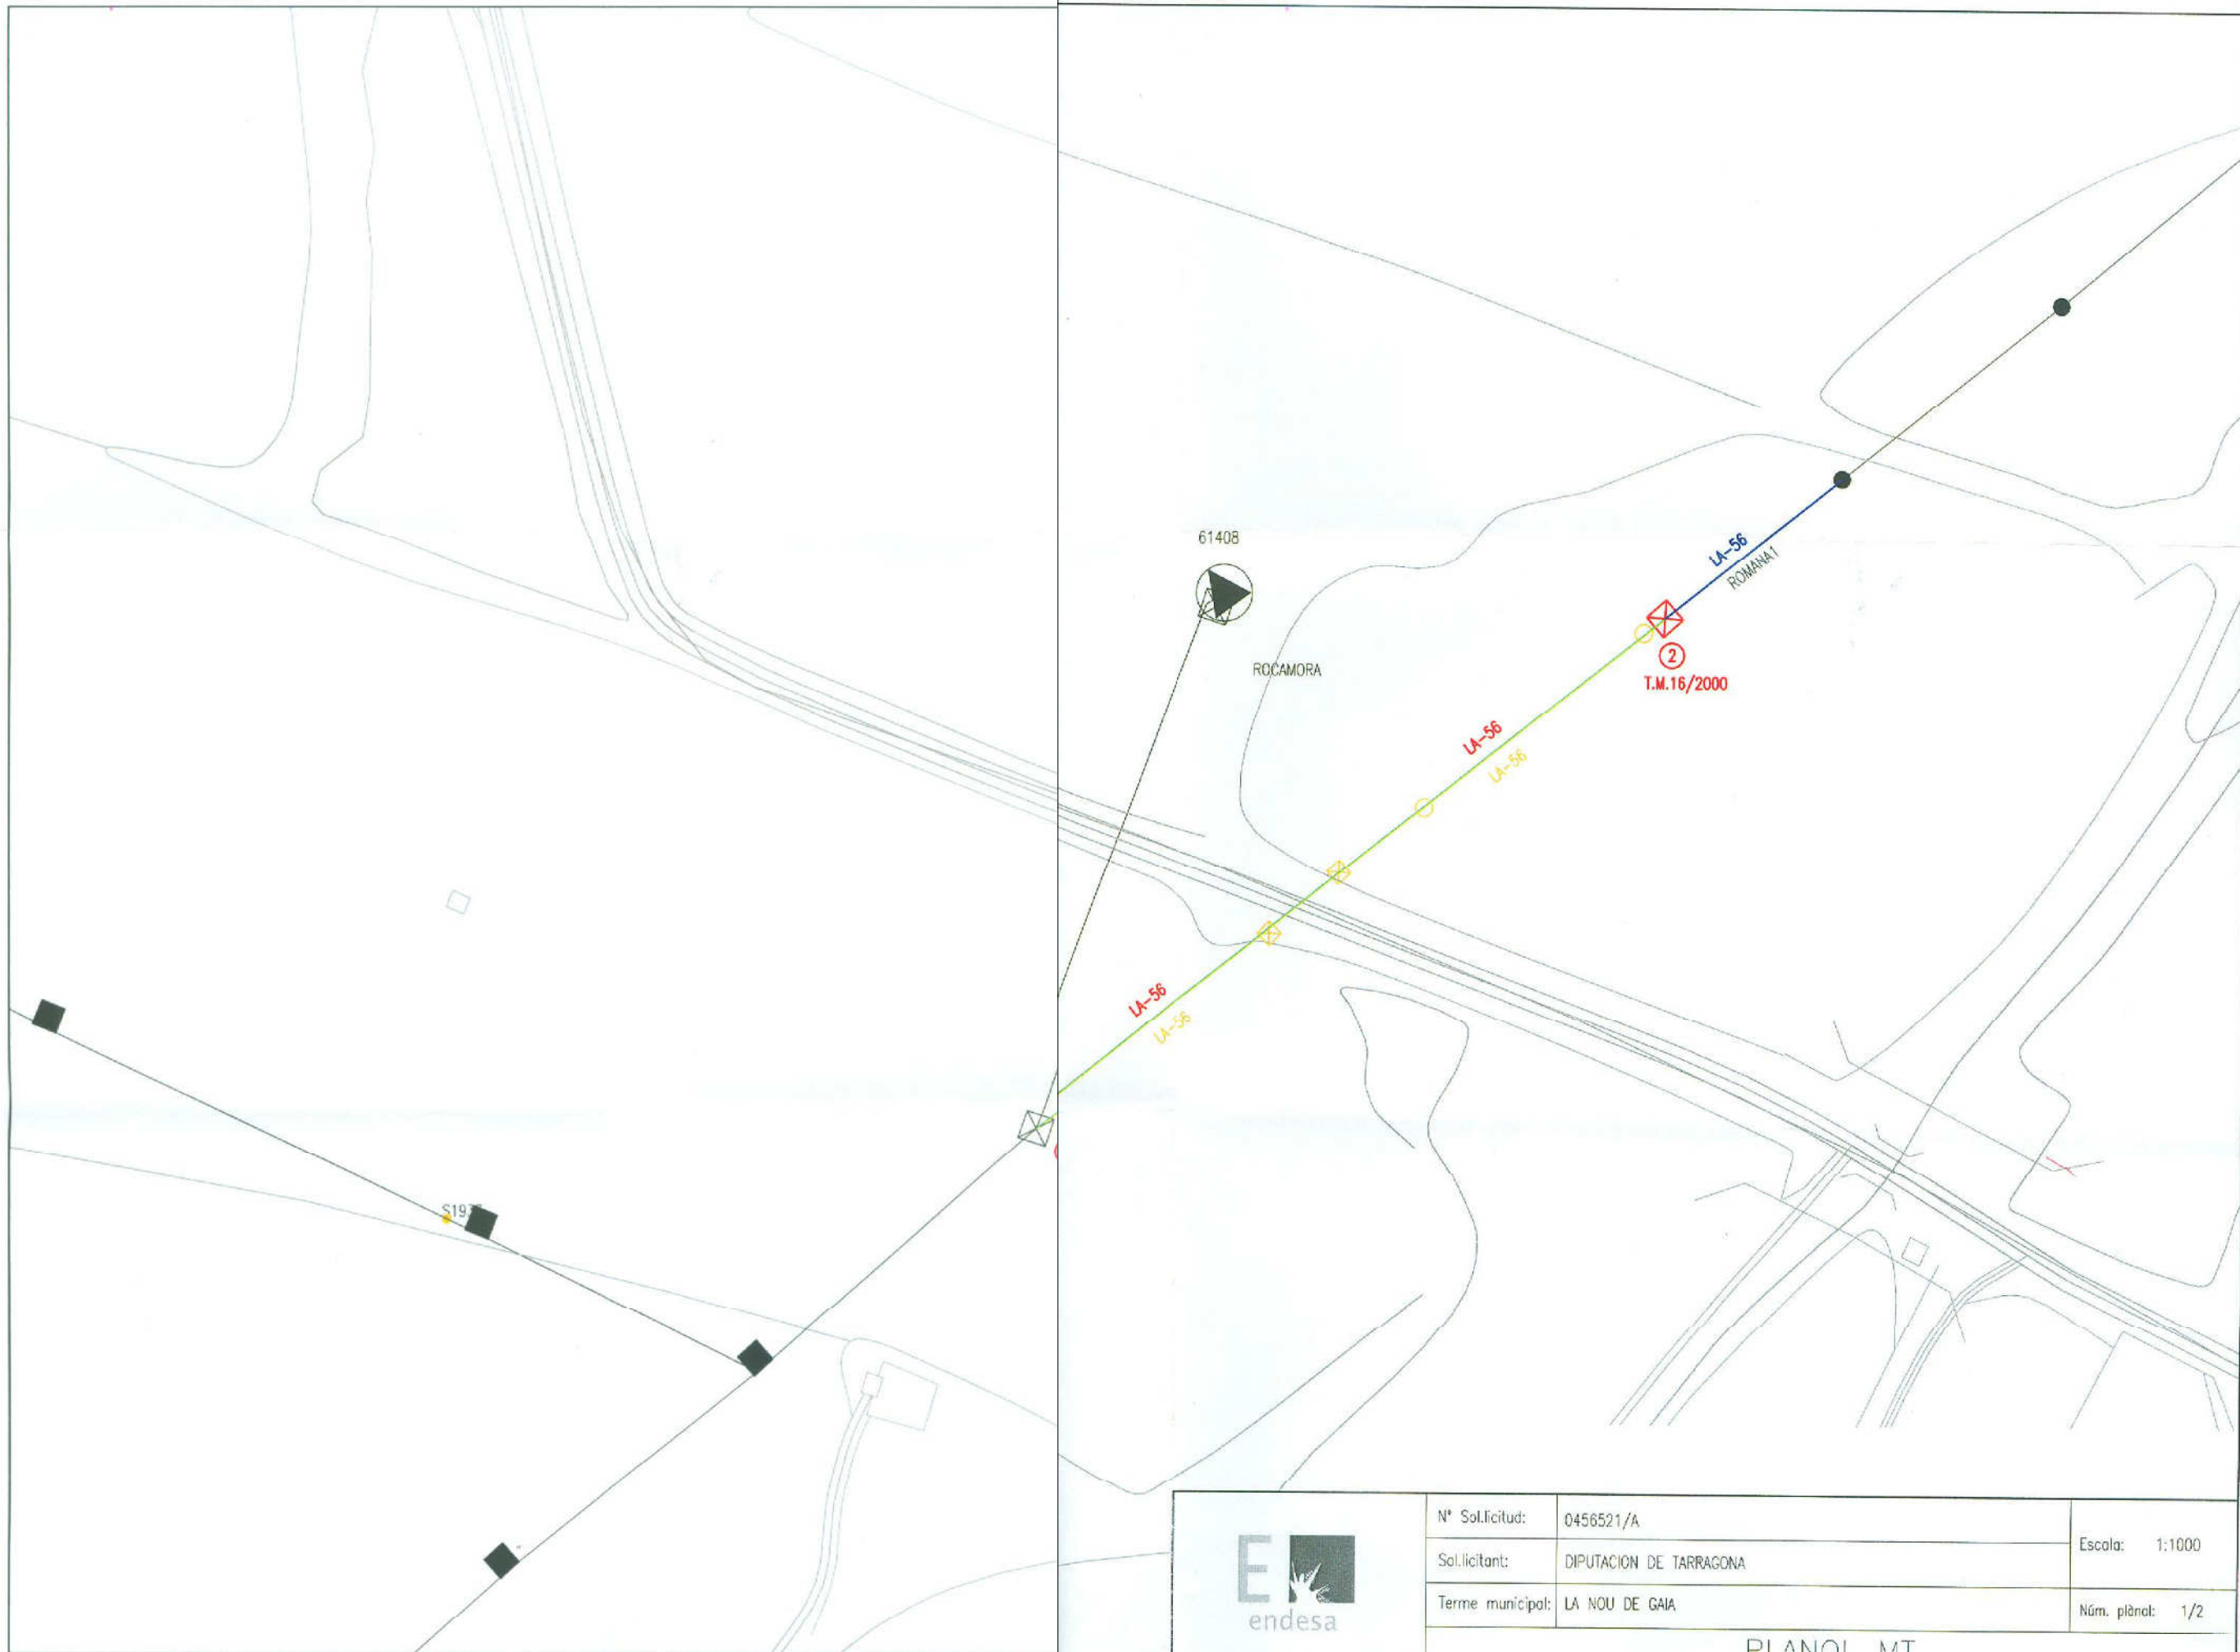 61408
ROCAMORA
LA-56
ROMANA1
2
T.M.16/2000
LA-56
LA-56
LA-56
LA-56
E
endesa
N° Sol.licitud: 0456521/A
Sol.licitant: DIPUTACION DE TARRAGONA
Terme municipal: LA NOU DE GAIA
Escala: 1:1000
Núm. plànol: 1/2
PLANOL MT